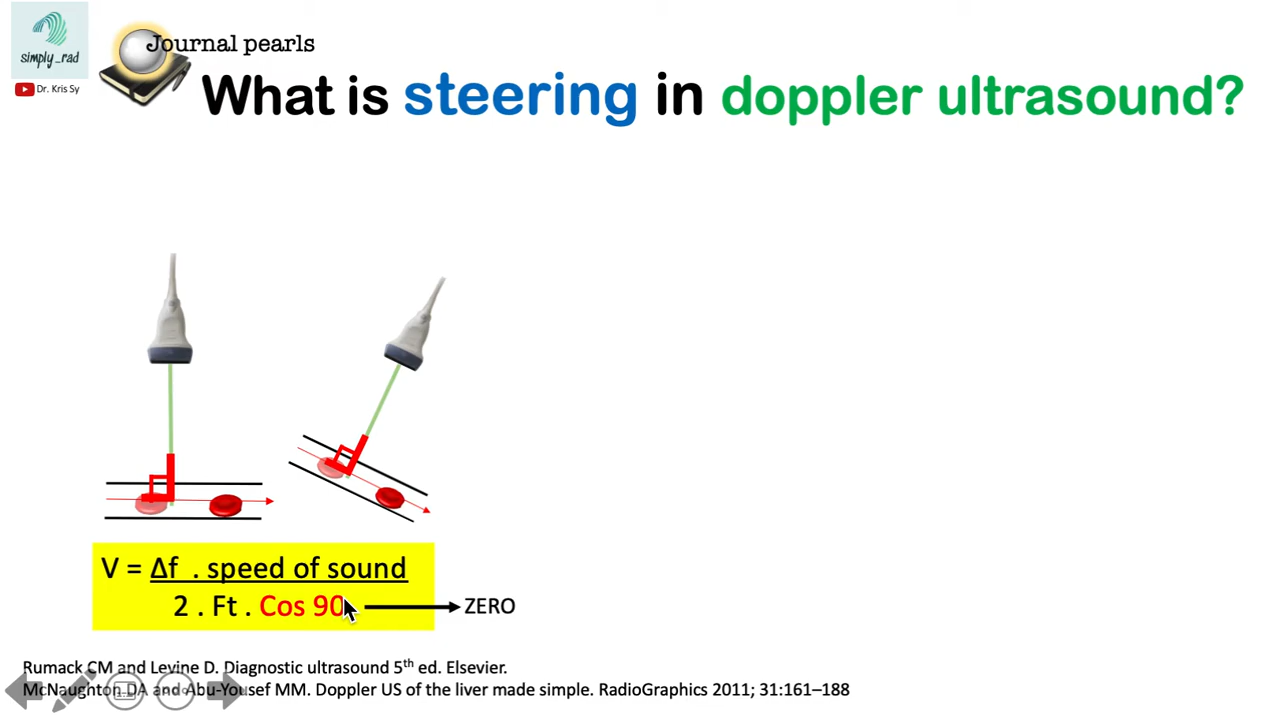 simply_rad
Dr. Kris Sy
Journal pearls
What is steering in doppler ultrasound?
V = Δf . speed of sound
2 . Ft . Cos 90
ZERO
Rumack CM and Levine D. Diagnostic ultrasound 5th ed. Elsevier.
McNaughton DA and Abu-Yousef MM. Doppler US of the liver made simple. RadioGraphics 2011; 31:161–188